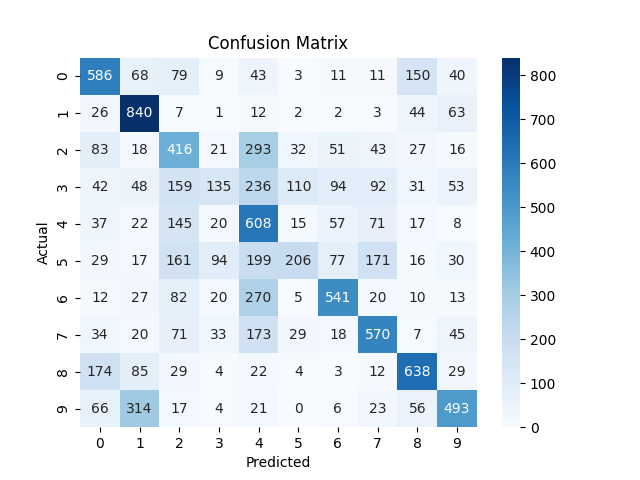 Confusion Matrix
0 586 68 79 9 43 3 11 11 150 40
1 26 840 7 1 12 2 2 3 44 63
2 83 18 416 21 293 32 51 43 27 16
3 42 48 159 135 236 110 94 92 31 53
4 37 22 145 20 608 15 57 71 17 8
5 29 17 161 94 199 206 77 171 16 30
6 12 27 82 20 270 5 541 20 10 13
7 34 20 71 33 173 29 18 570 7 45
8 174 85 29 4 22 4 3 12 638 29
9 66 314 17 4 21 0 6 23 56 493
0 1 2 3 4 5 6 7 8 9
Predicted
Actual
800
700
600
500
400
300
200
100
0